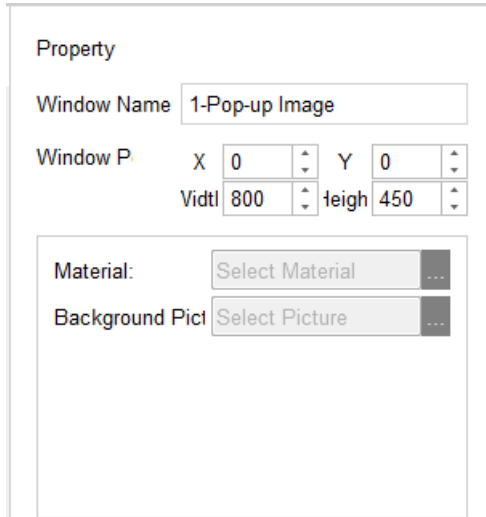 Property
Window Name 1-Pop-up Image
Window P X 0 Y 0
Vidtl 800 Heigh 450
Material: Select Material ...
Background Pict Select Picture ...